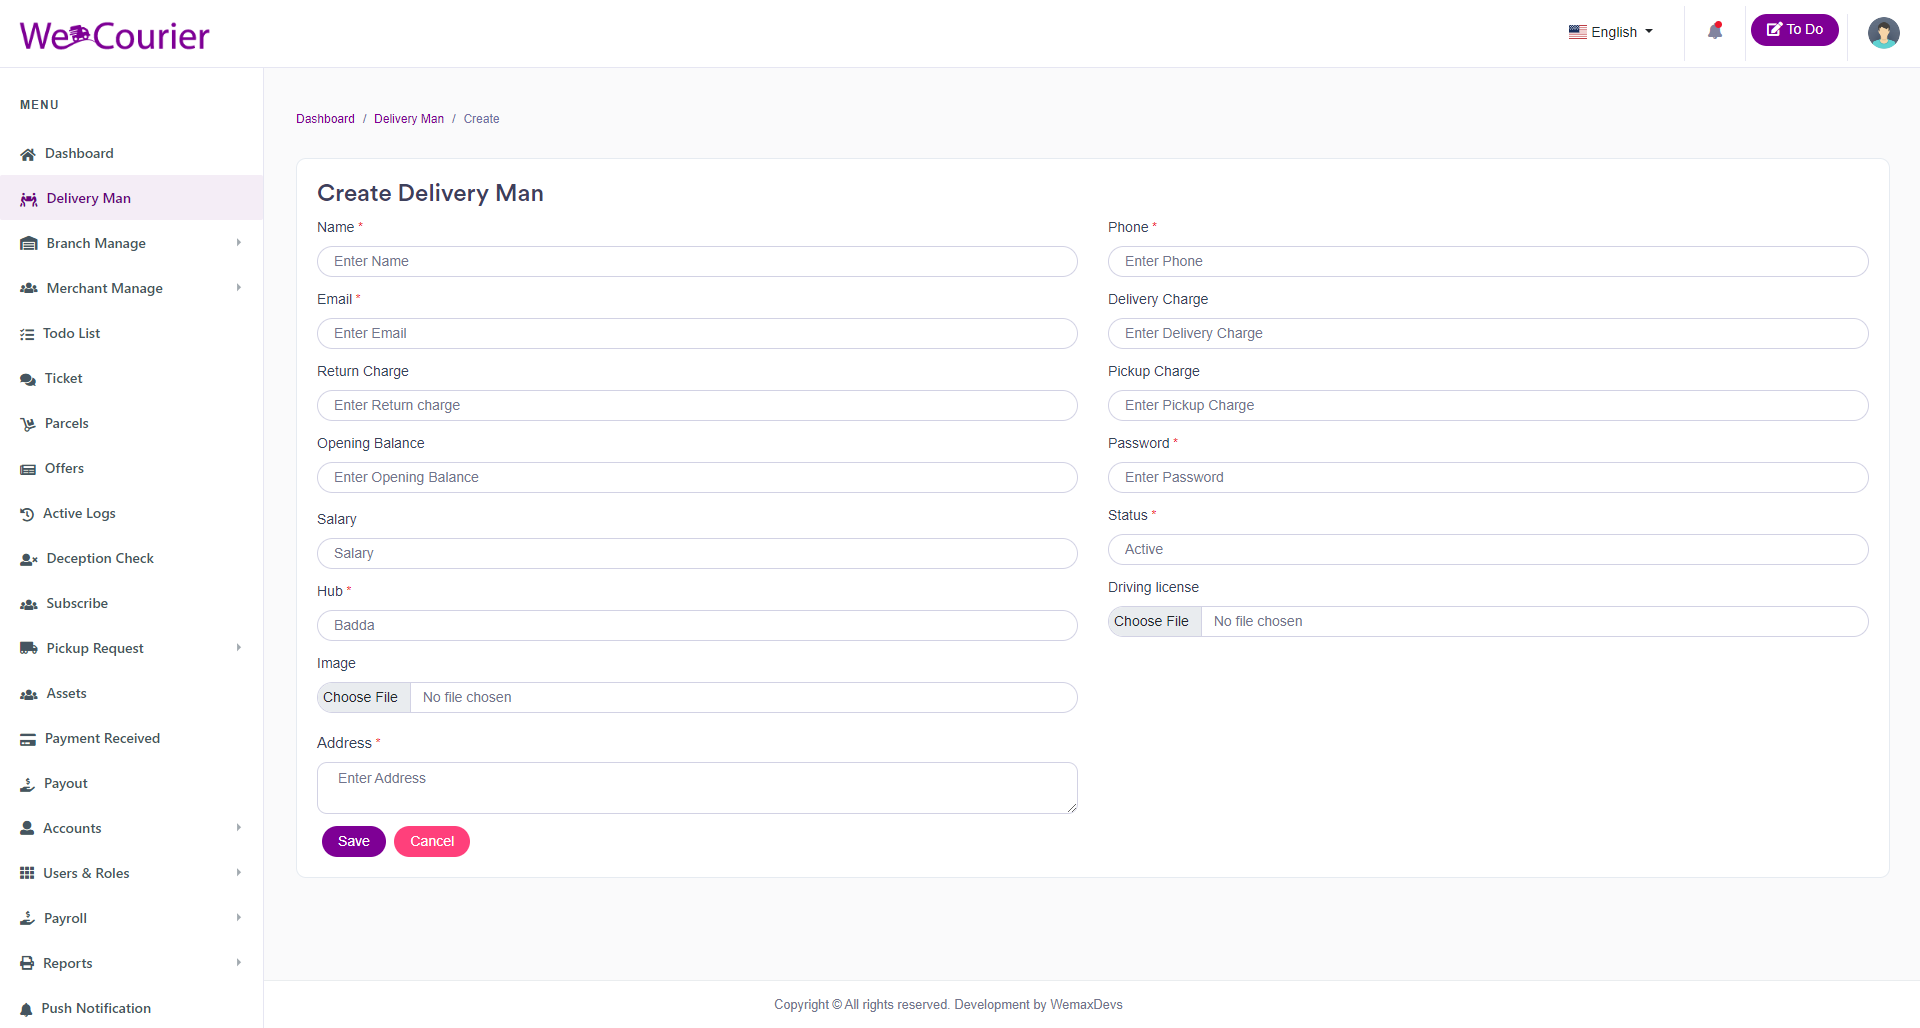 We Courier
English
To Do
MENU
Dashboard
Delivery Man
Branch Manage
Merchant Manage
Todo List
Ticket
Parcels
Offers
Active Logs
Deception Check
Subscribe
Pickup Request
Assets
Payment Received
Payout
Accounts
Users & Roles
Payroll
Reports
Push Notification
Dashboard / Delivery Man / Create
Create Delivery Man
Name *
Enter Name
Phone *
Enter Phone
Email *
Enter Email
Delivery Charge
Enter Delivery Charge
Return Charge
Enter Return charge
Pickup Charge
Enter Pickup Charge
Opening Balance
Enter Opening Balance
Password *
Enter Password
Salary
Salary
Status *
Active
Hub *
Badda
Driving license
Choose File No file chosen
Image
Choose File No file chosen
Address *
Enter Address
Save
Cancel
Copyright © All rights reserved. Development by WemaxDevs